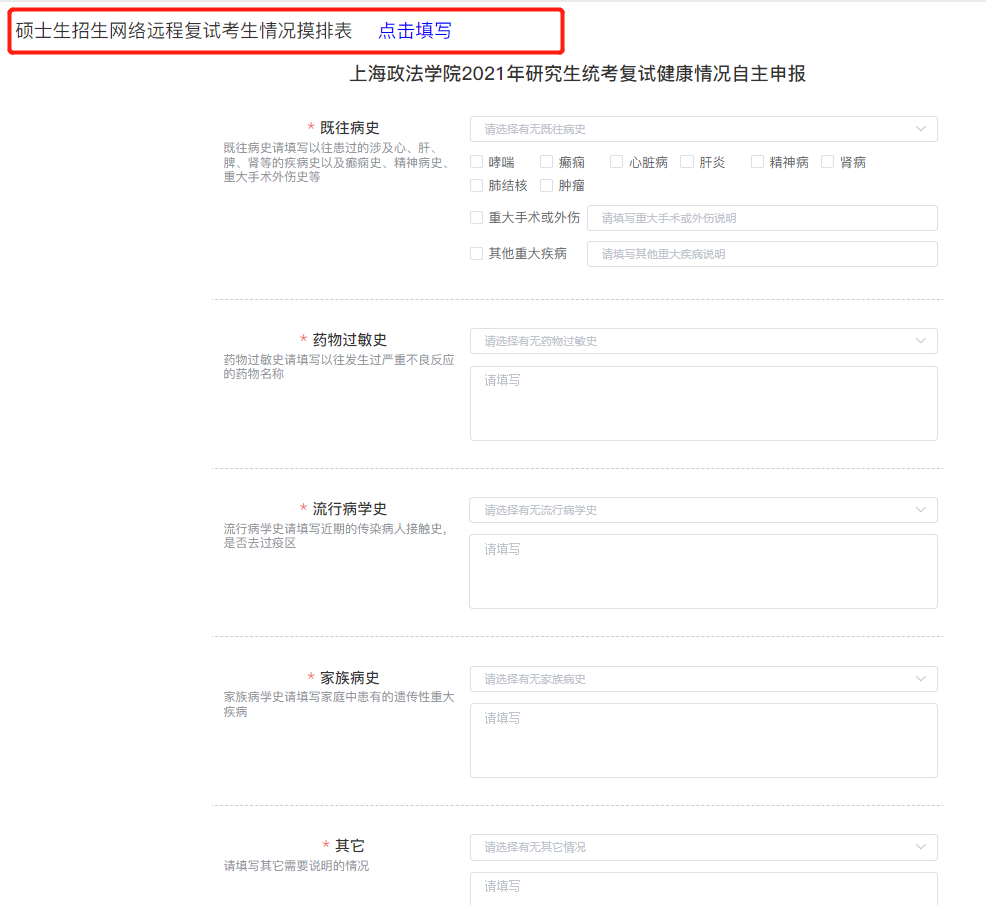 硕士生招生网络远程复试考生情况摸排表 点击填写
上海政法学院2021年研究生统考复试健康情况自主申报
* 既往病史
既往病史请填写以往患过的涉及心、肝、
脾、肾等的疾病史以及癫痫史、精神病史、
重大手术外伤史等
请选择有无既往病史
哮喘 癫痫 心脏病 肝炎 精神病 肾病
肺结核 肿瘤
重大手术或外伤 请填写重大手术或外伤说明
其他重大疾病 请填写其他重大疾病说明
* 药物过敏史
药物过敏史请填写以往发生过严重不良反应
的药物名称
请选择有无药物过敏史
请填写
* 流行病学史
流行病学史请填写近期的传染病人接触史,
是否去过疫区
请选择有无流行病学史
请填写
* 家族病史
家族病学史请填写家庭中患有的遗传性重大
疾病
请选择有无家族病史
请填写
* 其它
请填写其它需要说明的情况
请选择有无其它情况
请填写